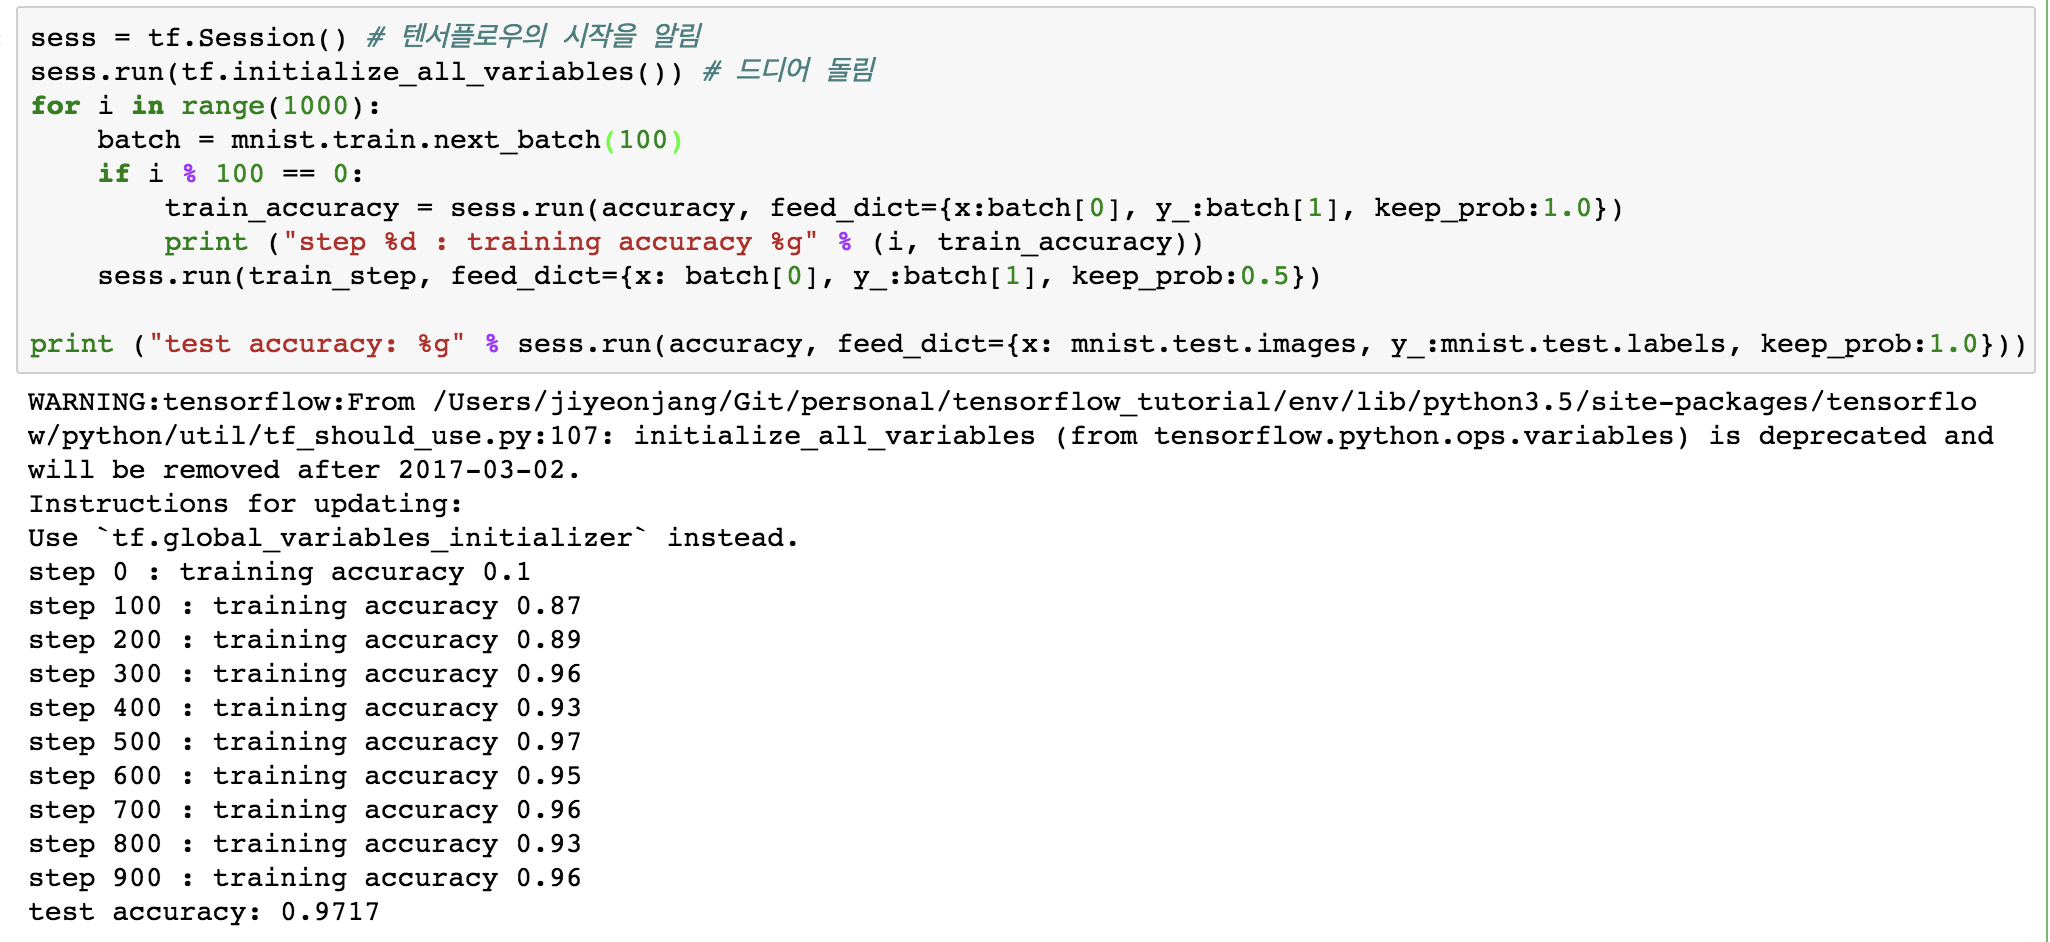 sess = tf.Session() # 텐서플로우의 시작을 알림
sess.run(tf.initialize_all_variables()) # 드디어 돌림
for i in range(1000):
    batch = mnist.train.next_batch(100)
    if i % 100 == 0:
        train_accuracy = sess.run(accuracy, feed_dict={x:batch[0], y_:batch[1], keep_prob:1.0})
        print ("step %d : training accuracy %g" % (i, train_accuracy))
    sess.run(train_step, feed_dict={x: batch[0], y_:batch[1], keep_prob:0.5})
print ("test accuracy: %g" % sess.run(accuracy, feed_dict={x: mnist.test.images, y_:mnist.test.labels, keep_prob:1.0}))
WARNING:tensorflow:From /Users/jiyeonjang/Git/personal/tensorflow_tutorial/env/lib/python3.5/site-packages/tensorflo
w/python/util/tf_should_use.py:107: initialize_all_variables (from tensorflow.python.ops.variables) is deprecated and
will be removed after 2017-03-02.
Instructions for updating:
Use `tf.global_variables_initializer` instead.
step 0 : training accuracy 0.1
step 100 : training accuracy 0.87
step 200 : training accuracy 0.89
step 300 : training accuracy 0.96
step 400 : training accuracy 0.93
step 500 : training accuracy 0.97
step 600 : training accuracy 0.95
step 700 : training accuracy 0.96
step 800 : training accuracy 0.93
step 900 : training accuracy 0.96
test accuracy: 0.9717